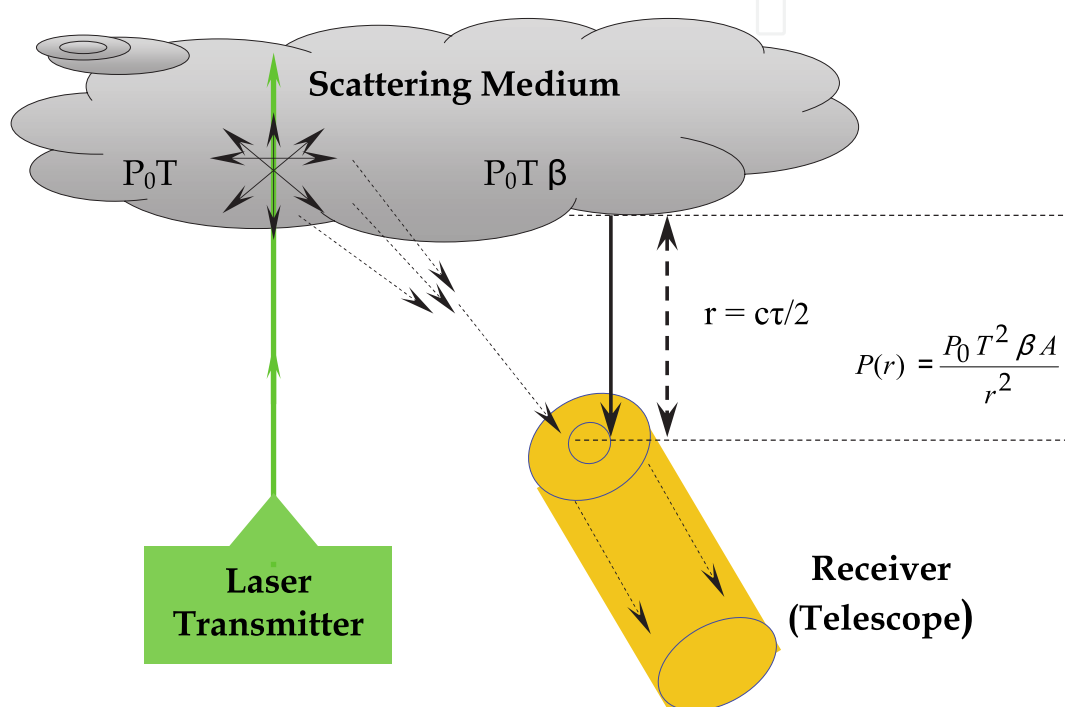 Scattering Medium
P₀T
P₀T β
r = cτ/2
P(r) = P₀ T² β A / r²
Laser
Transmitter
Receiver
(Telescope)